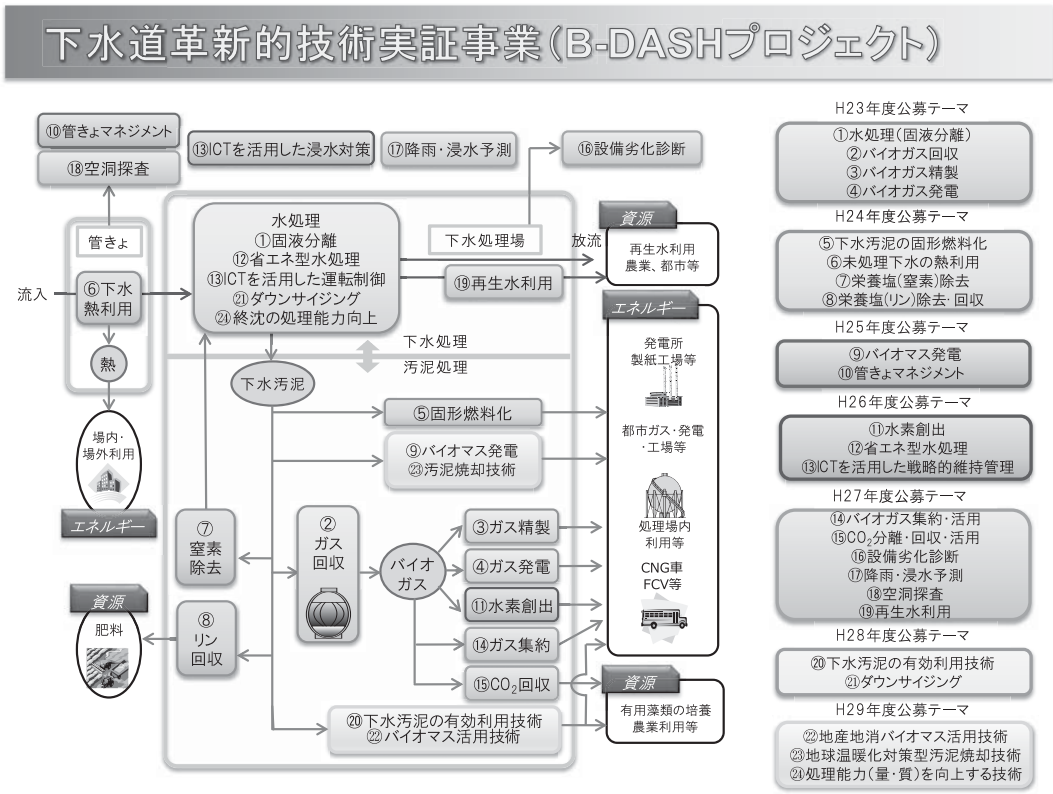 下水道革新的技術実証事業(B-DASHプロジェクト)
⑩管きょマネジメント
⑱空洞探査
⑬ICTを活用した浸水対策
⑰降雨・浸水予測
⑯設備劣化診断
管きょ
流入
⑥下水
熱利用
熱
場内・
場外利用
エネルギー
水処理
①固液分離
⑫省エネ型水処理
⑬ICTを活用した運転制御
㉑ダウンサイジング
㉔終沈の処理能力向上
下水処理場
放流
⑲再生水利用
資源
再生水利用
農業、都市等
下水処理
汚泥処理
下水汚泥
⑤固形燃料化
⑨バイオマス発電
㉓汚泥焼却技術
エネルギー
発電所
製紙工場等
都市ガス・発電
・工場等
処理場内
利用等
CNG車
FCV等
⑦
窒素
除去
②
ガス
回収
バイオ
ガス
③ガス精製
④ガス発電
⑪水素創出
⑭ガス集約
⑮CO₂回収
資源
肥料
⑧
リン
回収
⑳下水汚泥の有効利用技術
㉒バイオマス活用技術
資源
有用藻類の培養
農業利用等
H23年度公募テーマ
①水処理(固液分離)
②バイオガス回収
③バイオガス精製
④バイオガス発電
H24年度公募テーマ
⑤下水汚泥の固形燃料化
⑥未処理下水の熱利用
⑦栄養塩(窒素)除去
⑧栄養塩(リン)除去・回収
H25年度公募テーマ
⑨バイオマス発電
⑩管きょマネジメント
H26年度公募テーマ
⑪水素創出
⑫省エネ型水処理
⑬ICTを活用した戦略的維持管理
H27年度公募テーマ
⑭バイオガス集約・活用
⑮CO₂分離・回収・活用
⑯設備劣化診断
⑰降雨・浸水予測
⑱空洞探査
⑲再生水利用
H28年度公募テーマ
⑳下水汚泥の有効利用技術
㉑ダウンサイジング
H29年度公募テーマ
㉒地産地消バイオマス活用技術
㉓地球温暖化対策型汚泥焼却技術
㉔処理能力(量・質)を向上する技術